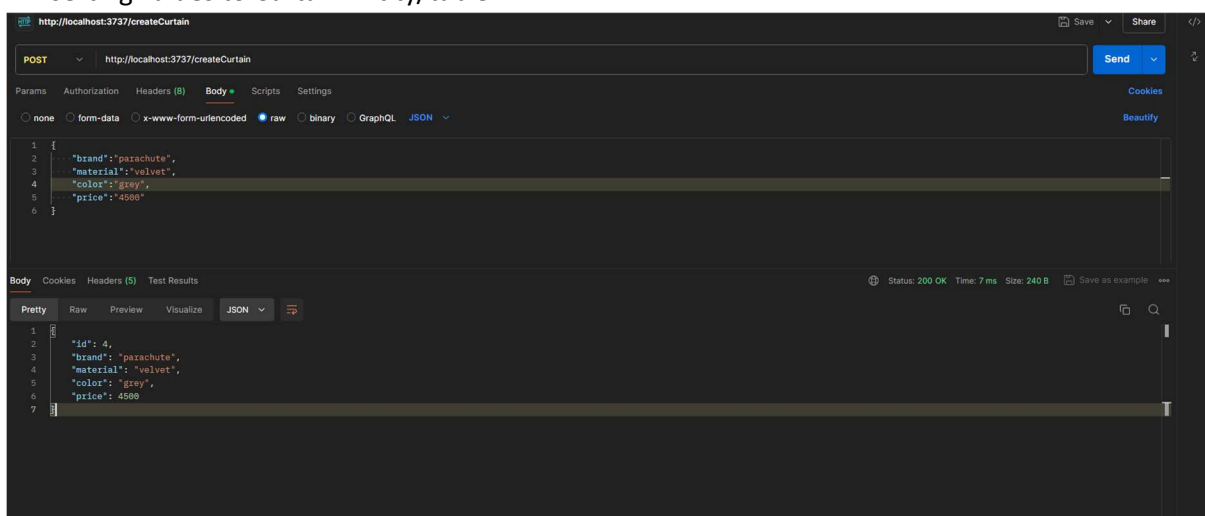 http://localhost:3737/createCurtain Save Share
POST http://localhost:3737/createCurtain Send
Params Authorization Headers (8) Body Scripts Settings Cookies
none form-data x-www-form-urlencoded raw binary GraphQL JSON Beautify
1 {
2 "brand":"parachute",
3 "material":"velvet",
4 "color":"grey",
5 "price":"4500"
6 }
Body Cookies Headers (5) Test Results Status: 200 OK Time: 7 ms Size: 240 B Save as example
Pretty Raw Preview Visualize JSON
1 {
2 "id": 4,
3 "brand": "parachute",
4 "material": "velvet",
5 "color": "grey",
6 "price": 4500
7 }